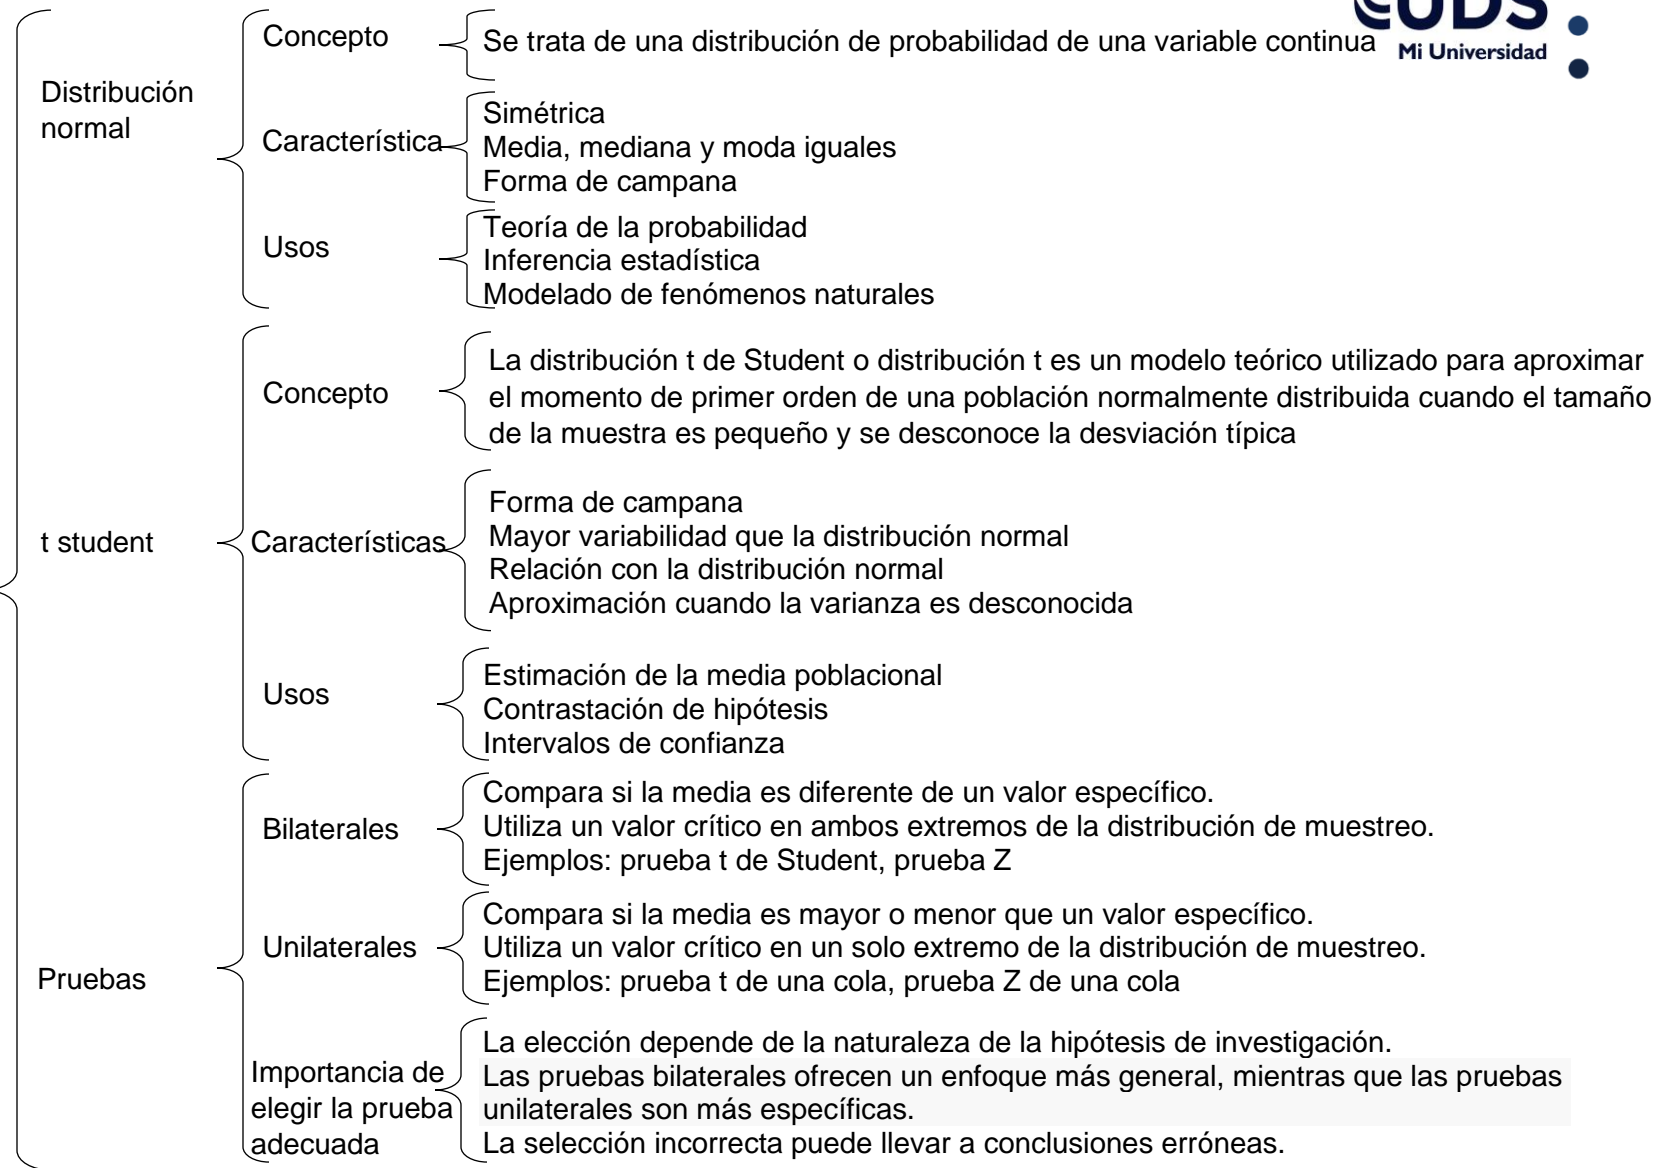 UDS
Mi Universidad
Distribución
normal
Concepto
Se trata de una distribución de probabilidad de una variable continua
Característica
Simétrica
Media, mediana y moda iguales
Forma de campana
Usos
Teoría de la probabilidad
Inferencia estadística
Modelado de fenómenos naturales
t student
Concepto
La distribución t de Student o distribución t es un modelo teórico utilizado para aproximar
el momento de primer orden de una población normalmente distribuida cuando el tamaño
de la muestra es pequeño y se desconoce la desviación típica
Características
Forma de campana
Mayor variabilidad que la distribución normal
Relación con la distribución normal
Aproximación cuando la varianza es desconocida
Usos
Estimación de la media poblacional
Contrastación de hipótesis
Intervalos de confianza
Pruebas
Bilaterales
Compara si la media es diferente de un valor específico.
Utiliza un valor crítico en ambos extremos de la distribución de muestreo.
Ejemplos: prueba t de Student, prueba Z
Unilaterales
Compara si la media es mayor o menor que un valor específico.
Utiliza un valor crítico en un solo extremo de la distribución de muestreo.
Ejemplos: prueba t de una cola, prueba Z de una cola
Importancia de
elegir la prueba
adecuada
La elección depende de la naturaleza de la hipótesis de investigación.
Las pruebas bilaterales ofrecen un enfoque más general, mientras que las pruebas
unilaterales son más específicas.
La selección incorrecta puede llevar a conclusiones erróneas.